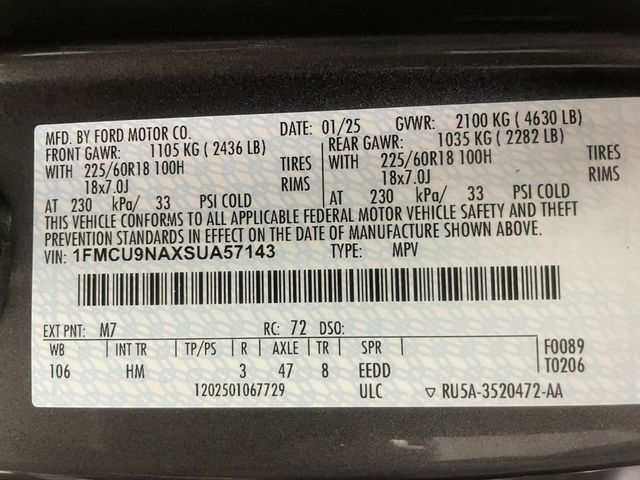 MFD. BY FORD MOTOR CO. DATE: 01/25 GVWR: 2100 KG ( 4630 LB)
FRONT GAWR: 1105 KG ( 2436 LB) REAR GAWR: 1035 KG ( 2282 LB)
WITH 225/60R18 100H TIRES WITH 225/60R18 100H TIRES
18x7.0J RIMS 18x7.0J RIMS
AT 230 kPa/ 33 PSI COLD AT 230 kPa/ 33 PSI COLD
THIS VEHICLE CONFORMS TO ALL APPLICABLE FEDERAL MOTOR VEHICLE SAFETY AND THEFT
PREVENTION STANDARDS IN EFFECT ON THE DATE OF MANUFACTURE SHOWN ABOVE.
VIN: 1FMCU9NAXSUA57143 TYPE: MPV
EXT PNT: M7 RC: 72 DSO:
WB INT TR TP/PS R AXLE TR SPR F0089
106 HM 3 47 8 EEDD T0206
1202501067729 ULC ▽ RU5A-3520472-AA